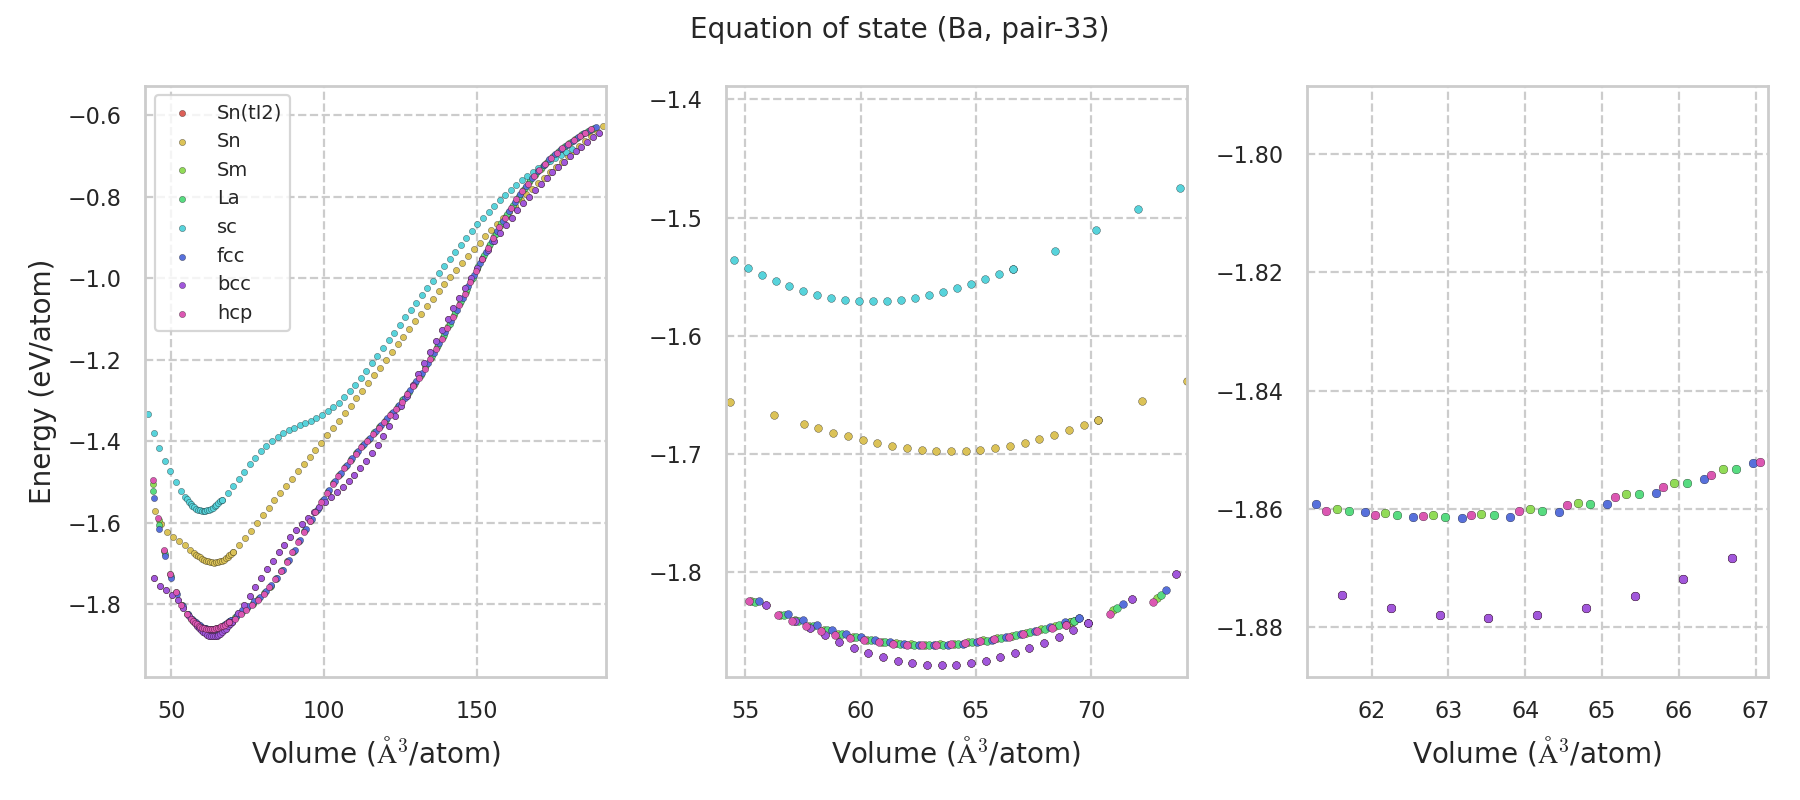 Equation of state (Ba, pair-33)
Energy (eV/atom)
−0.6
−0.8
−1.0
−1.2
−1.4
−1.6
−1.8
Sn(tI2)
Sn
Sm
La
sc
fcc
bcc
hcp
50 100 150
Volume (Å³/atom)
−1.4
−1.5
−1.6
−1.7
−1.8
55 60 65 70
Volume (Å³/atom)
−1.80
−1.82
−1.84
−1.86
−1.88
62 63 64 65 66 67
Volume (Å³/atom)